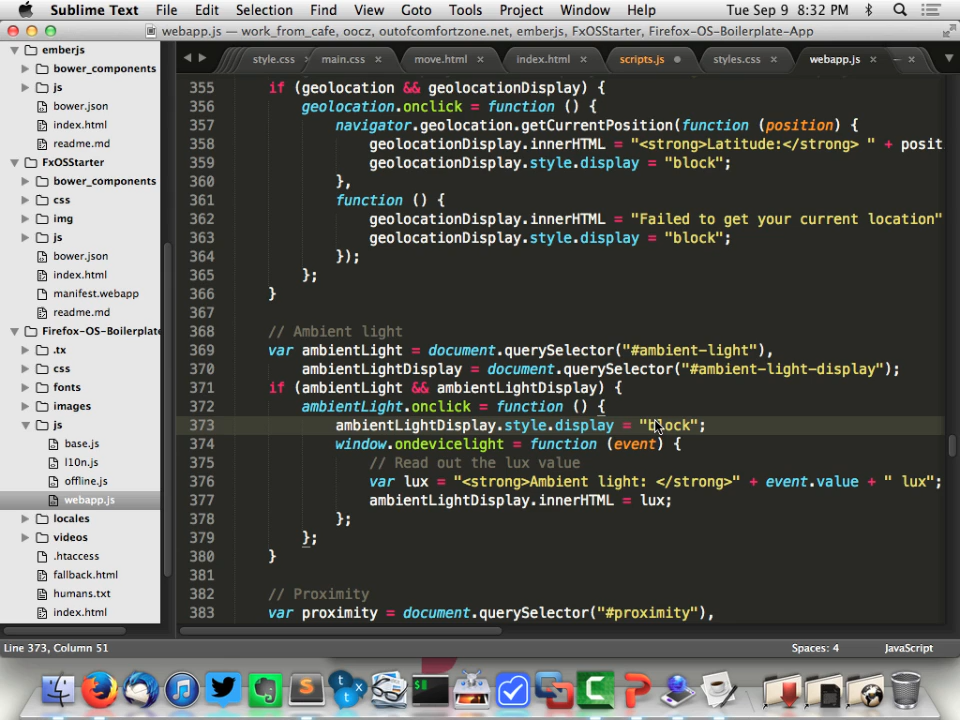 Sublime Text File Edit Selection Find View Goto Tools Project Window Help Tue Sep 9 8:32 PM
webapp.js — work_from_cafe, oocz, outofcomfortzone.net, emberjs, FxOSStarter, Firefox-OS-Boilerplate-App
style.css × main.css × move.html × index.html × scripts.js styles.css × webapp.js ×
emberjs
bower_components
js
bower.json
index.html
readme.md
FxOSStarter
bower_components
css
img
js
bower.json
index.html
manifest.webapp
readme.md
Firefox-OS-Boilerplate
.tx
css
fonts
images
js
base.js
l10n.js
offline.js
webapp.js
locales
videos
.htaccess
fallback.html
humans.txt
index.html
355 if (geolocation && geolocationDisplay) {
356 geolocation.onclick = function () {
357 navigator.geolocation.getCurrentPosition(function (position) {
358 geolocationDisplay.innerHTML = "<strong>Latitude:</strong> " + posit
359 geolocationDisplay.style.display = "block";
360 },
361 function () {
362 geolocationDisplay.innerHTML = "Failed to get your current location"
363 geolocationDisplay.style.display = "block";
364 });
365 };
366 }
367
368 // Ambient light
369 var ambientLight = document.querySelector("#ambient-light"),
370 ambientLightDisplay = document.querySelector("#ambient-light-display");
371 if (ambientLight && ambientLightDisplay) {
372 ambientLight.onclick = function () {
373 ambientLightDisplay.style.display = "block";
374 window.ondevicelight = function (event) {
375 // Read out the lux value
376 var lux = "<strong>Ambient light: </strong>" + event.value + " lux";
377 ambientLightDisplay.innerHTML = lux;
378 };
379 };
380 }
381
382 // Proximity
383 var proximity = document.querySelector("#proximity"),
Line 373, Column 51 Spaces: 4 JavaScript